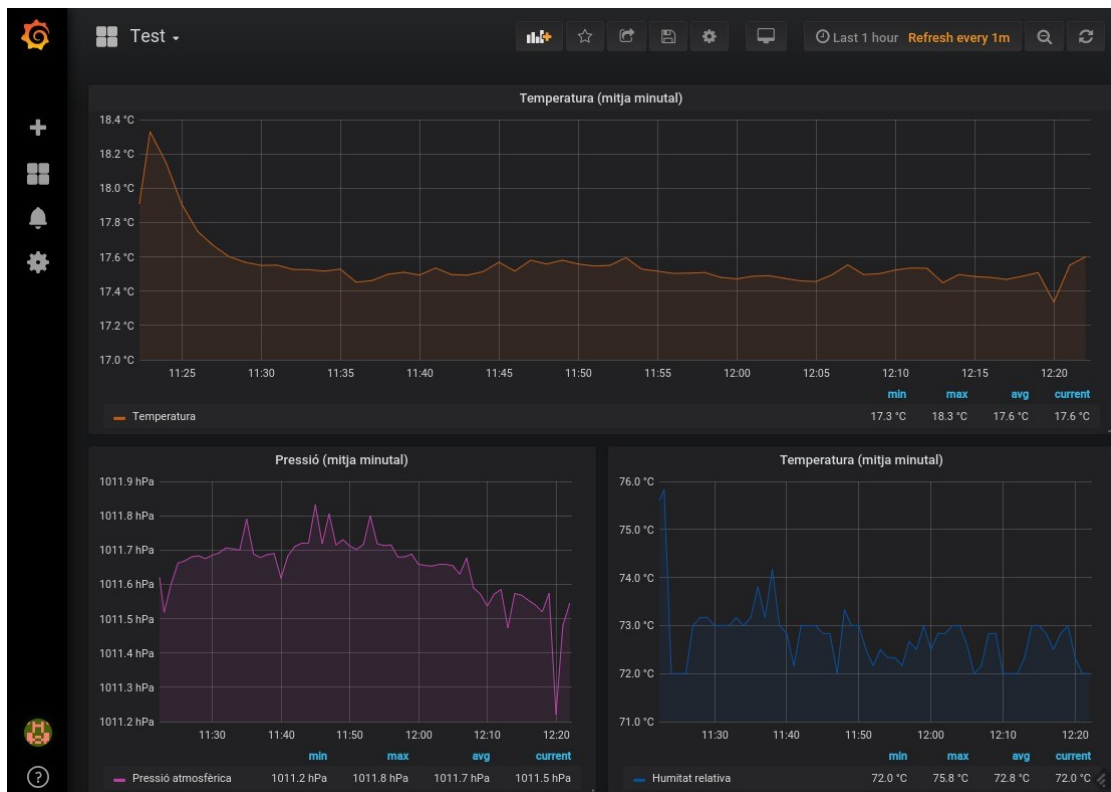 Test
Last 1 hour Refresh every 1m
Temperatura (mitja minutal)
18.4 °C
18.2 °C
18.0 °C
17.8 °C
17.6 °C
17.4 °C
17.2 °C
17.0 °C
11:25 11:30 11:35 11:40 11:45 11:50 11:55 12:00 12:05 12:10 12:15 12:20
min max avg current
Temperatura 17.3 °C 18.3 °C 17.6 °C 17.6 °C
Pressió (mitja minutal)
1011.9 hPa
1011.8 hPa
1011.7 hPa
1011.6 hPa
1011.5 hPa
1011.4 hPa
1011.3 hPa
1011.2 hPa
11:30 11:40 11:50 12:00 12:10 12:20
min max avg current
Pressió atmosfèrica 1011.2 hPa 1011.8 hPa 1011.7 hPa 1011.5 hPa
Temperatura (mitja minutal)
76.0 °C
75.0 °C
74.0 °C
73.0 °C
72.0 °C
71.0 °C
11:30 11:40 11:50 12:00 12:10 12:20
min max avg current
Humitat relativa 72.0 °C 75.8 °C 72.8 °C 72.0 °C